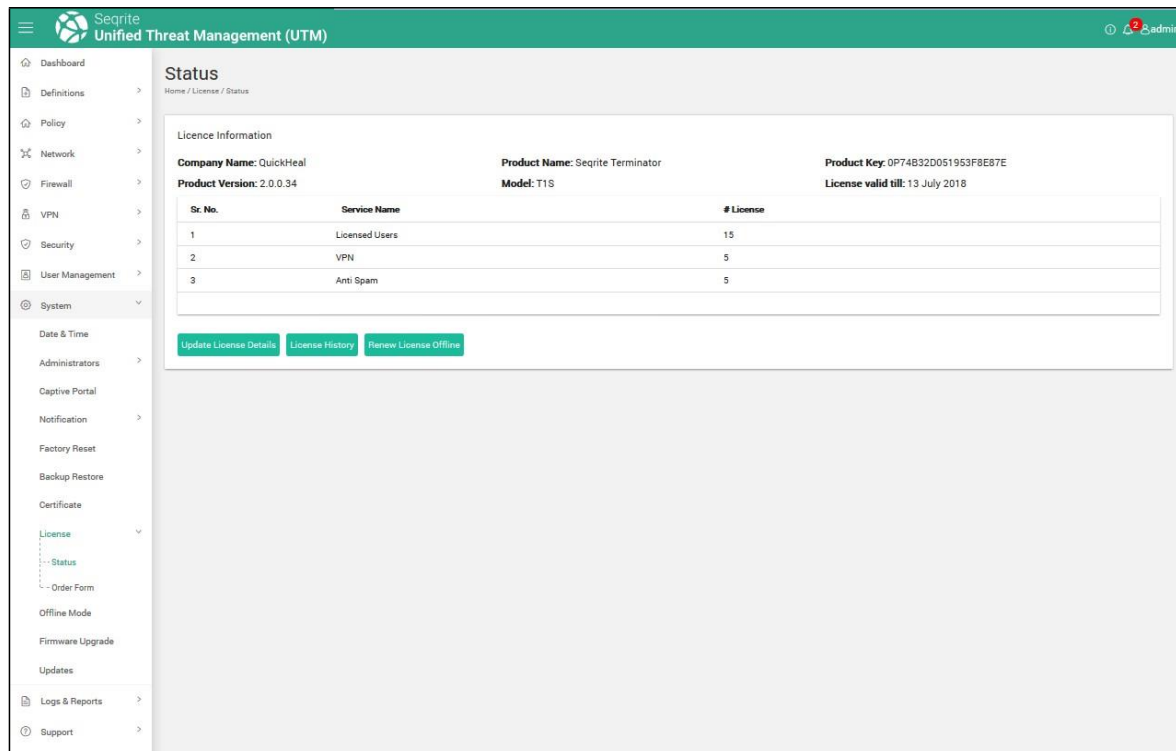 Seqrite
Unified Threat Management (UTM)
2 admin
Dashboard
Definitions
Policy
Network
Firewall
VPN
Security
User Management
System
Date & Time
Administrators
Captive Portal
Notification
Factory Reset
Backup Restore
Certificate
License
Status
Order Form
Offline Mode
Firmware Upgrade
Updates
Logs & Reports
Support
Status
Home / License / Status
Licence Information
Company Name: QuickHeal Product Name: Seqrite Terminator Product Key: 0P74B32D051953F8E87E
Product Version: 2.0.0.34 Model: T1S License valid till: 13 July 2018
Sr. No. Service Name # License
1 Licensed Users 15
2 VPN 5
3 Anti Spam 5
Update License Details License History Renew License Offline